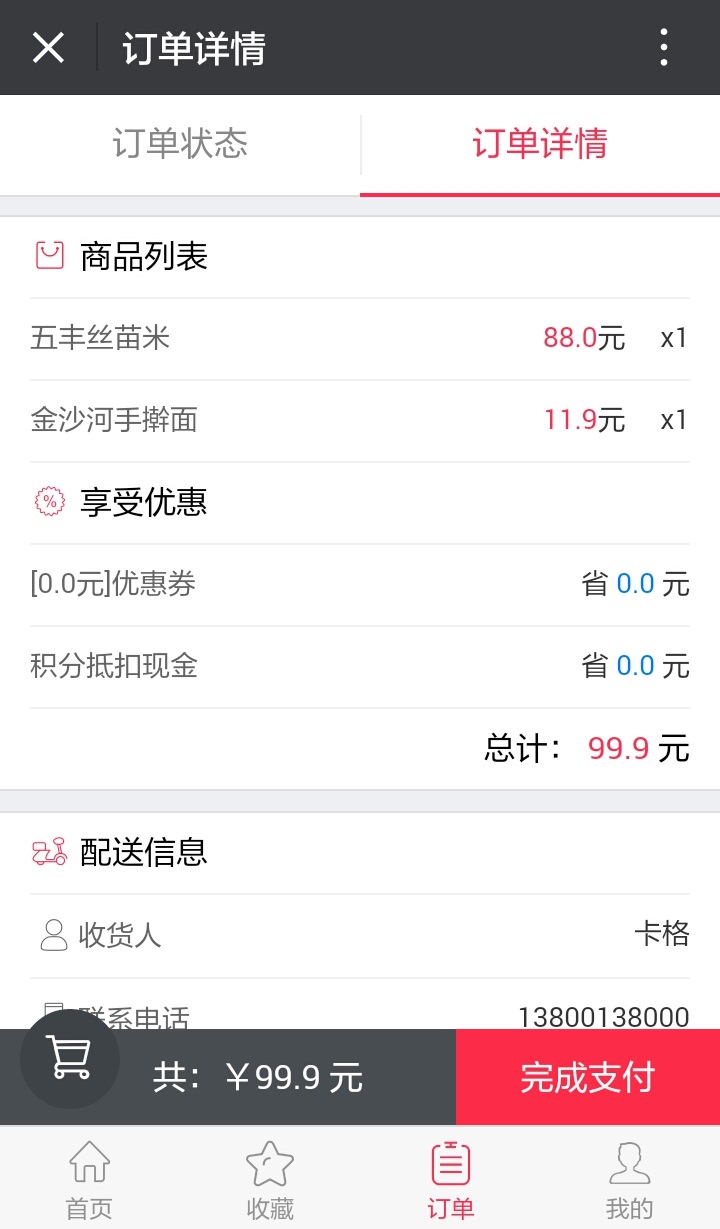 订单详情
订单状态 订单详情
商品列表
五丰丝苗米 88.0元 x1
金沙河手擀面 11.9元 x1
% 享受优惠
[0.0元]优惠券 省 0.0 元
积分抵扣现金 省 0.0 元
总计： 99.9 元
配送信息
收货人 卡格
联系电话 13800138000
共：￥99.9 元 完成支付
首页 收藏 订单 我的